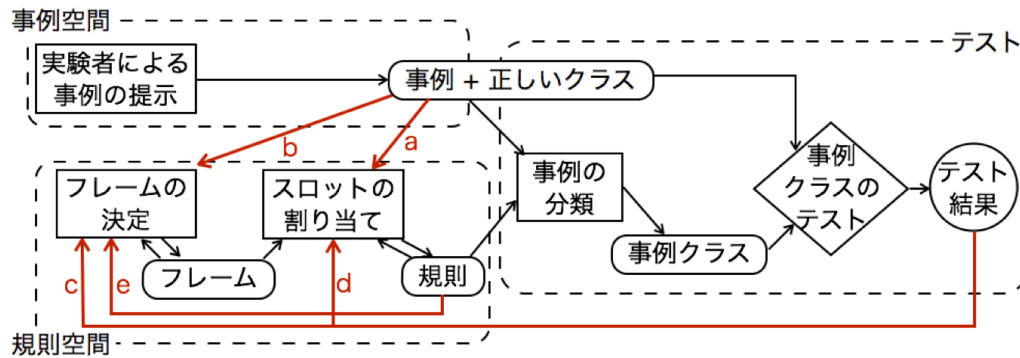 事例空間
テスト
実験者による
事例の提示
事例 + 正しいクラス
b
a
フレームの
決定
スロットの
割り当て
事例の
分類
事例
クラスの
テスト
テスト
結果
事例クラス
フレーム
規則
c
e
d
規則空間